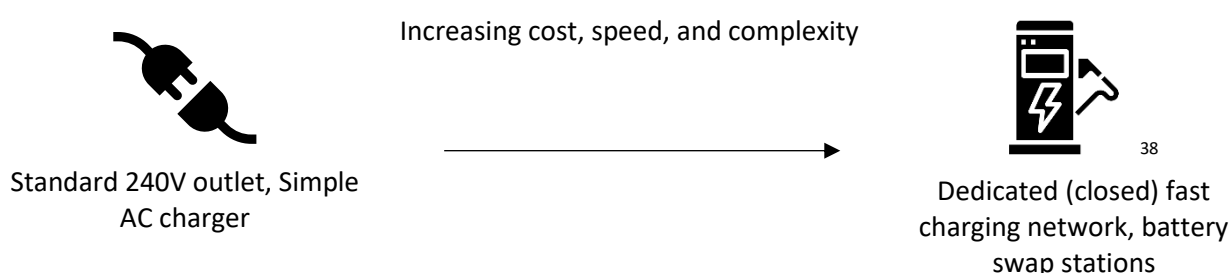 Increasing cost, speed, and complexity
38
Standard 240V outlet, Simple
AC charger
Dedicated (closed) fast
charging network, battery
swap stations